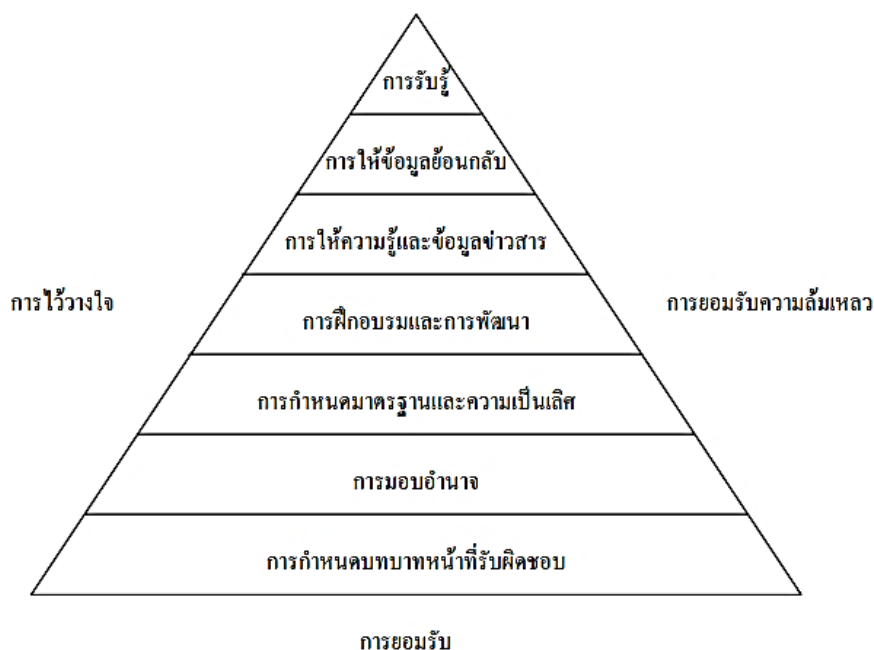 การรับรู้
การให้ข้อมูลย้อนกลับ
การให้ความรู้และข้อมูลข่าวสาร
การไว้วางใจ
การยอมรับความล้มเหลว
การฝึกอบรมและการพัฒนา
การกำหนดมาตรฐานและความเป็นเลิศ
การมอบอำนาจ
การกำหนดบทบาทหน้าที่รับผิดชอบ
การยอมรับ